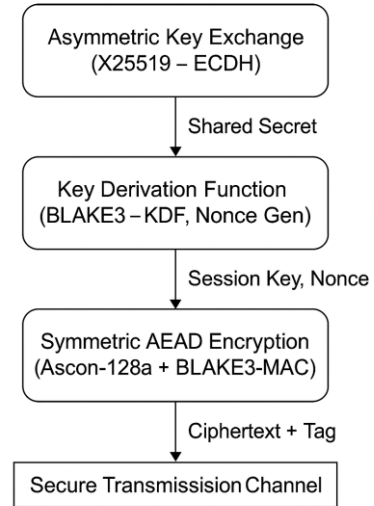 Asymmetric Key Exchange
(X25519 – ECDH)
Shared Secret
Key Derivation Function
(BLAKE3 – KDF, Nonce Gen)
Session Key, Nonce
Symmetric AEAD Encryption
(Ascon-128a + BLAKE3-MAC)
Ciphertext + Tag
Secure Transmissision Channel